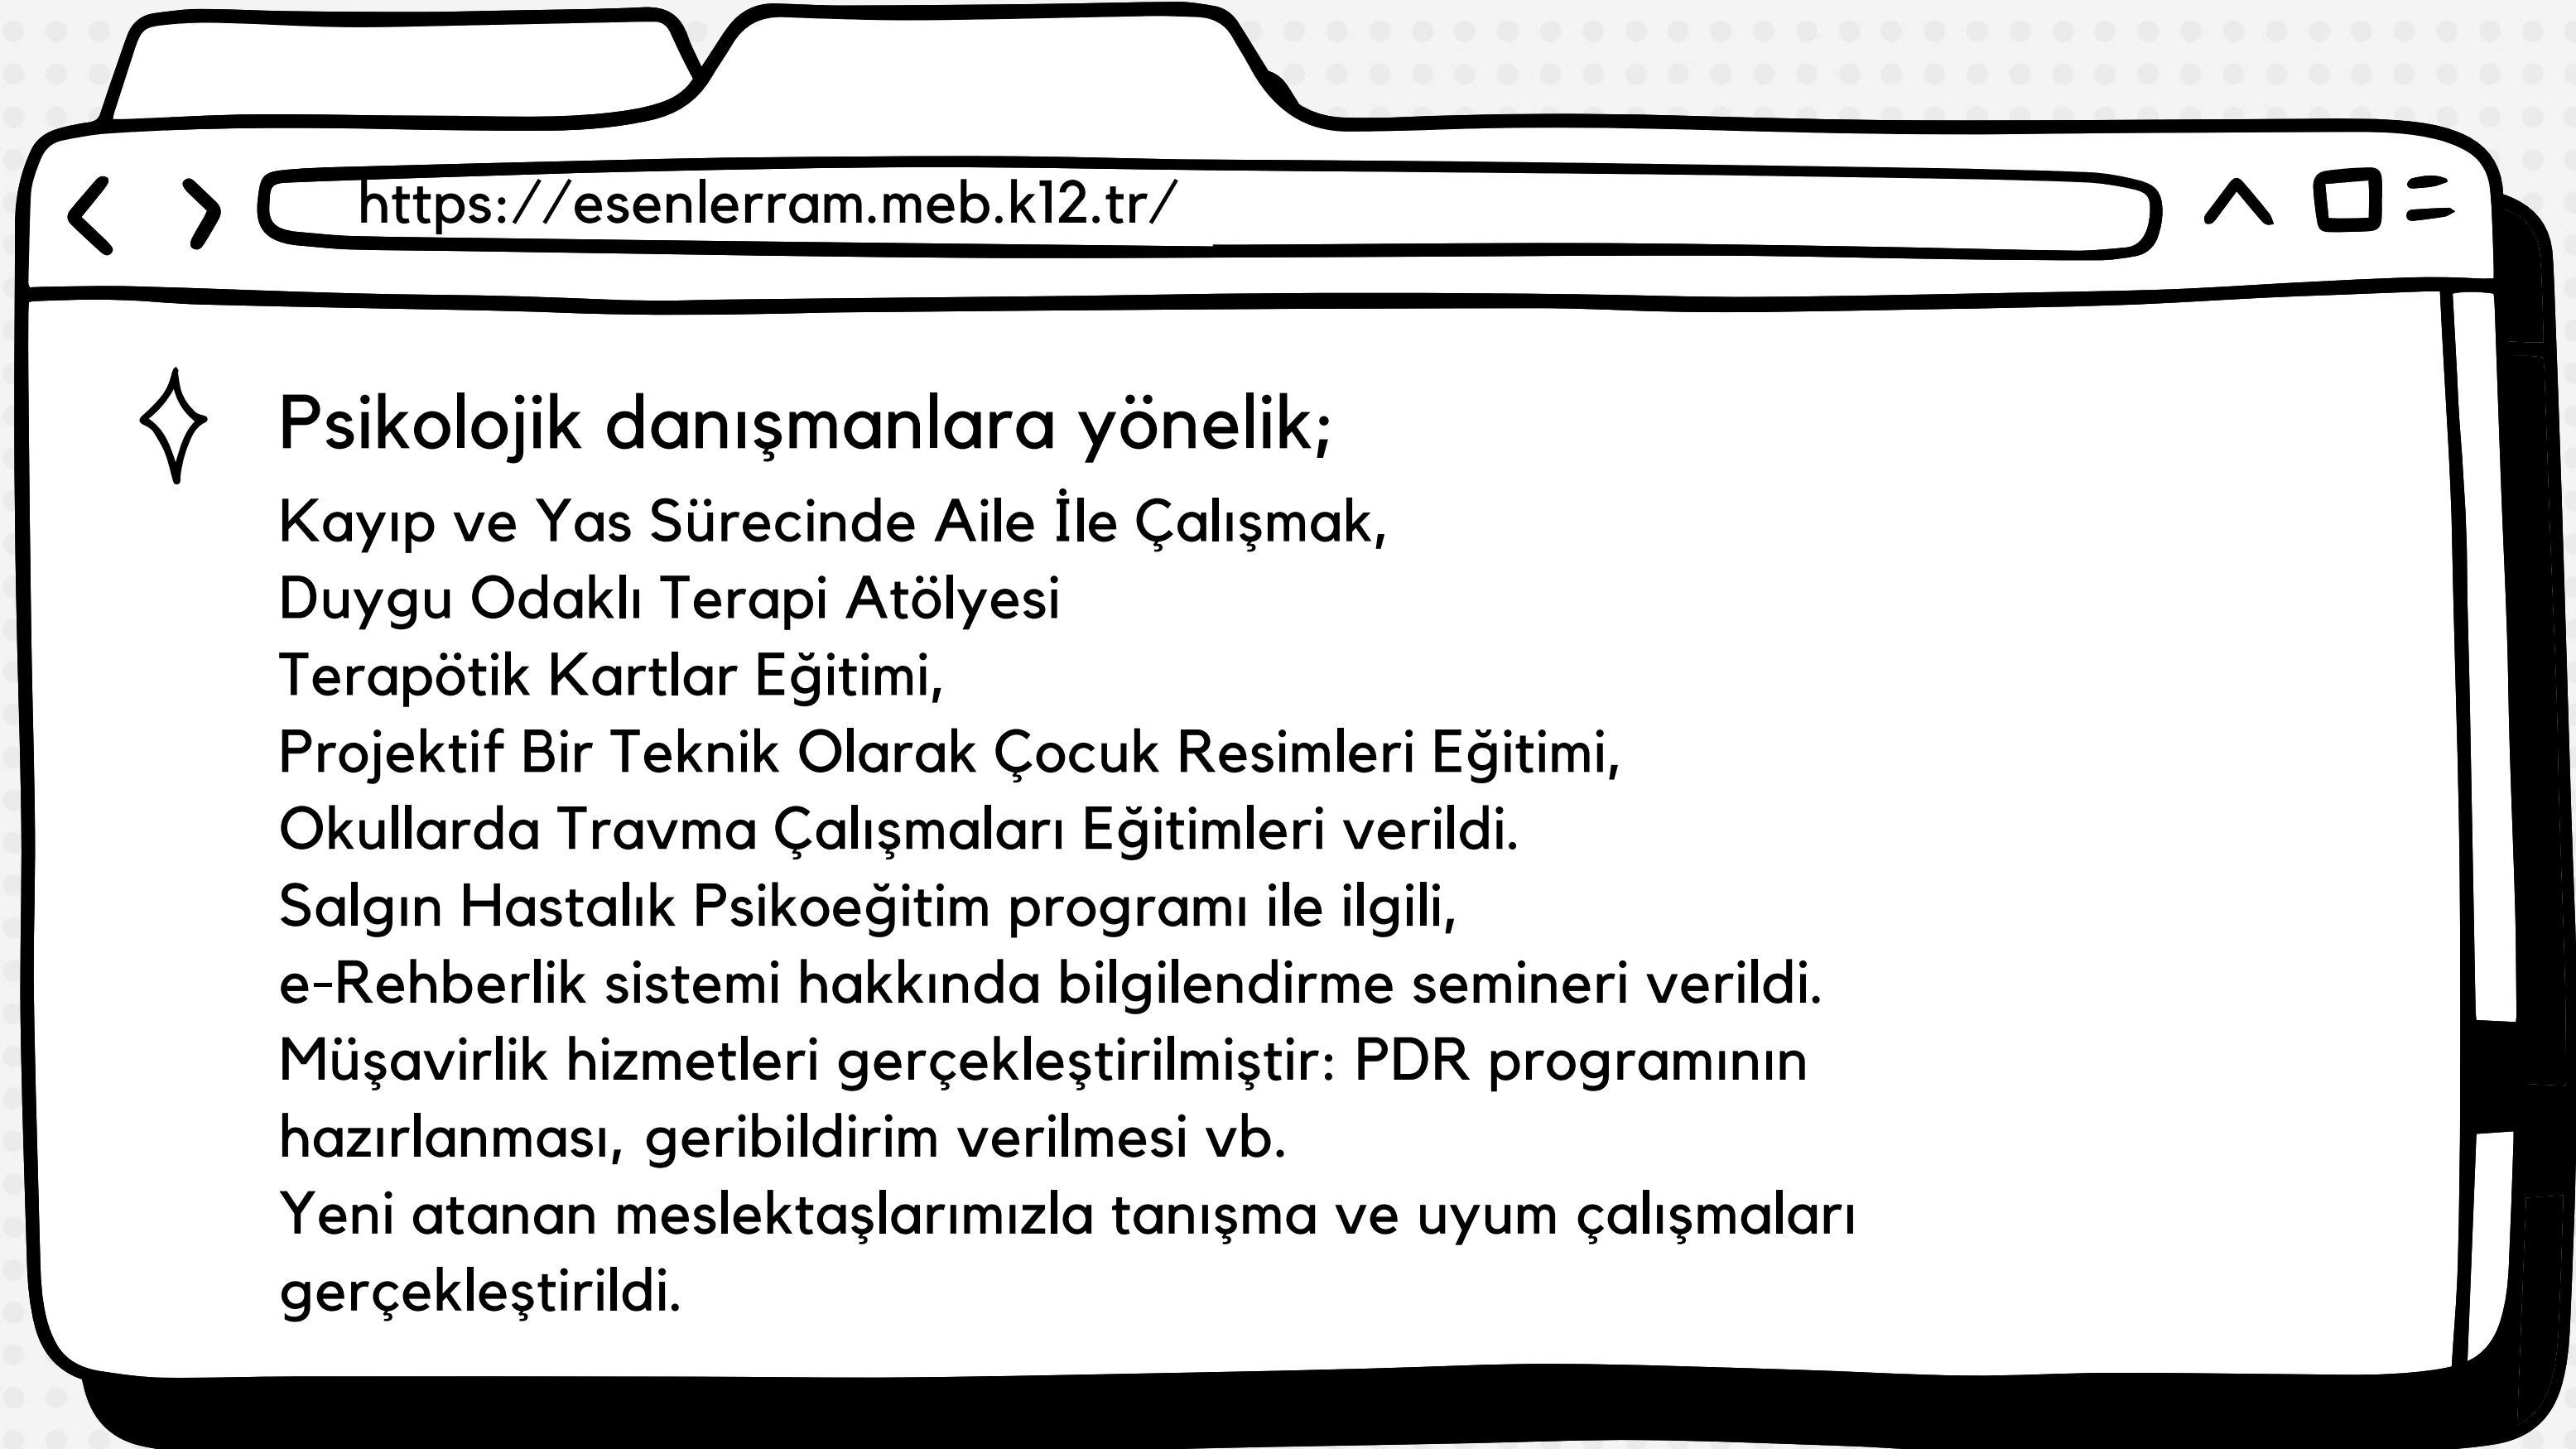 https://esenlerram.meb.k12.tr/
Psikolojik danışmanlara yönelik;
Kayıp ve Yas Sürecinde Aile İle Çalışmak,
Duygu Odaklı Terapi Atölyesi
Terapötik Kartlar Eğitimi,
Projektif Bir Teknik Olarak Çocuk Resimleri Eğitimi,
Okullarda Travma Çalışmaları Eğitimleri verildi.
Salgın Hastalık Psikoeğitim programı ile ilgili,
e-Rehberlik sistemi hakkında bilgilendirme semineri verildi.
Müşavirlik hizmetleri gerçekleştirilmiştir: PDR programının
hazırlanması, geribildirim verilmesi vb.
Yeni atanan meslektaşlarımızla tanışma ve uyum çalışmaları
gerçekleştirildi.